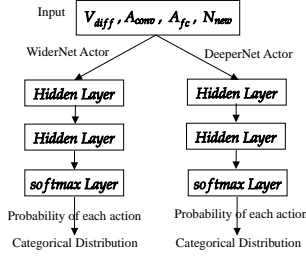 Input
V_diff, A_conv, A_fc, N_new
WiderNet Actor
DeeperNet Actor
Hidden Layer
Hidden Layer
softmax Layer
Probability of each action
Categorical Distribution
Hidden Layer
Hidden Layer
softmax Layer
Probability of each action
Categorical Distribution